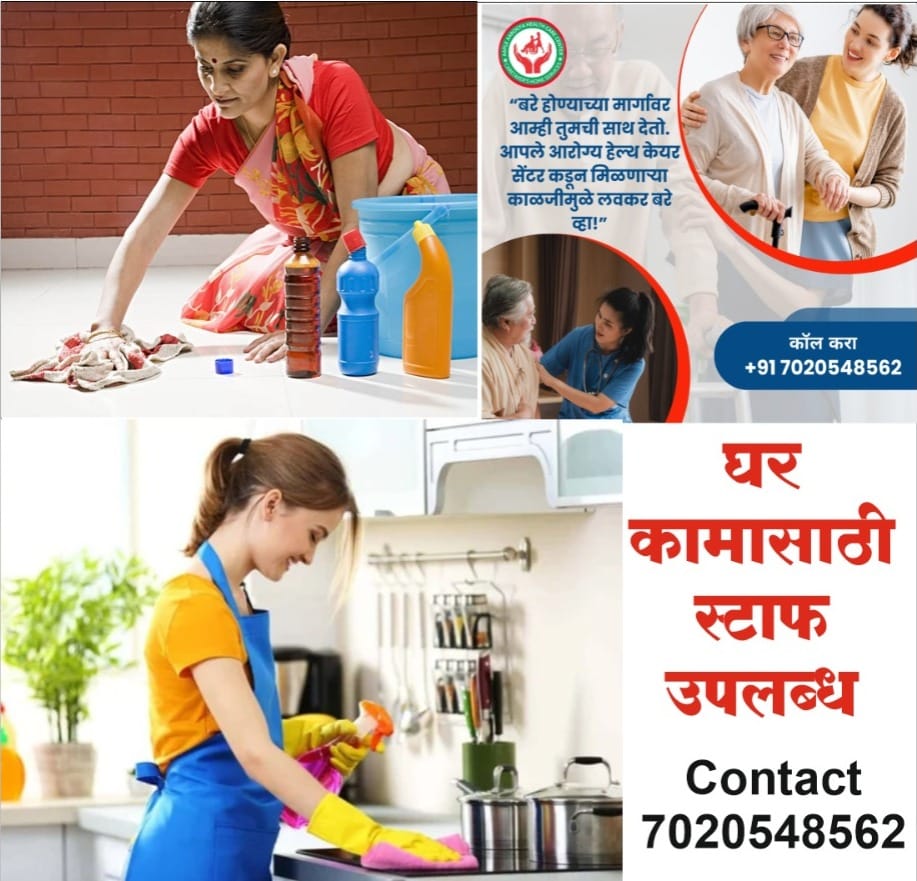 “बरे होण्याच्या मार्गावर
आम्ही तुमची साथ देतो.
आपले आरोग्य हेल्थ केयर
सेंटर कडून मिळणाऱ्या
काळजीमुळे लवकर बरे
व्हा!”
कॉल करा
+91 7020548562
घर
कामासाठी
स्टाफ
उपलब्ध
Contact
7020548562